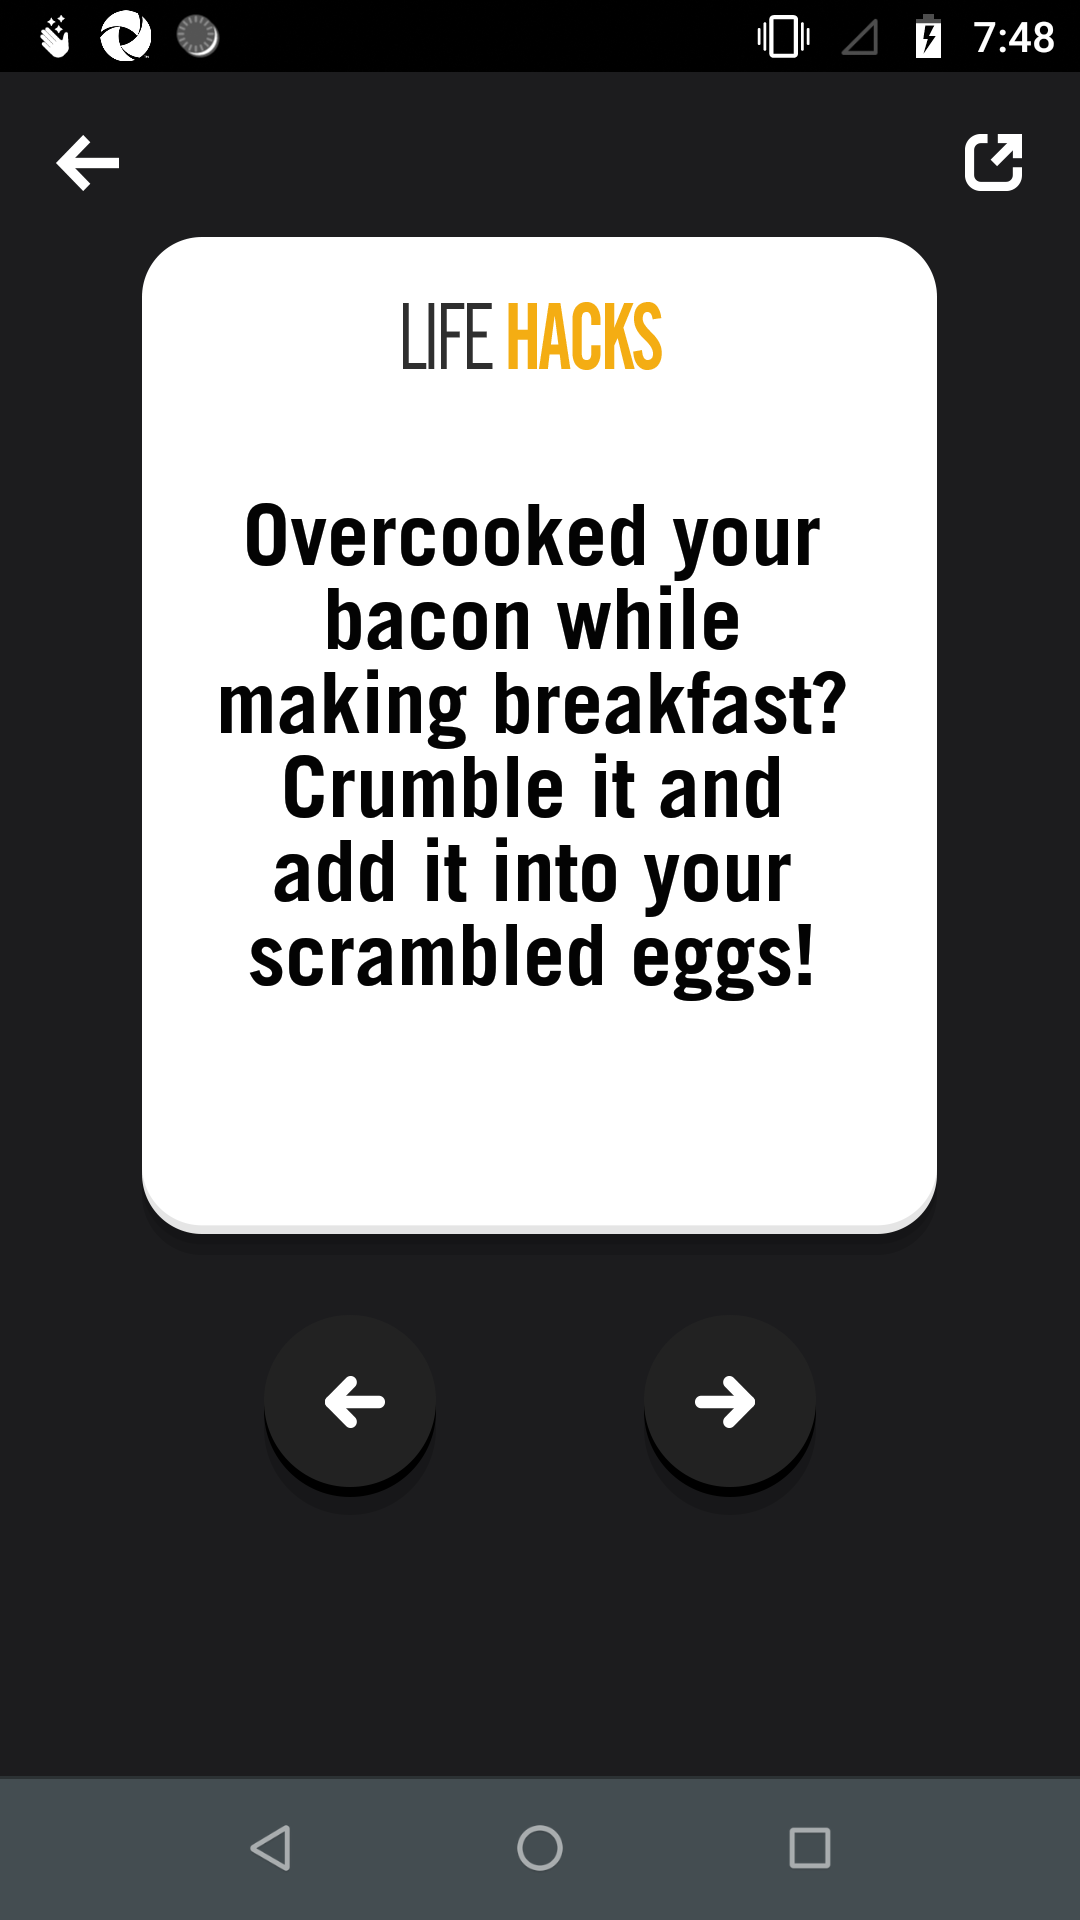 7:48
LIFE HACKS
Overcooked your
bacon while
making breakfast?
Crumble it and
add it into your
scrambled eggs!